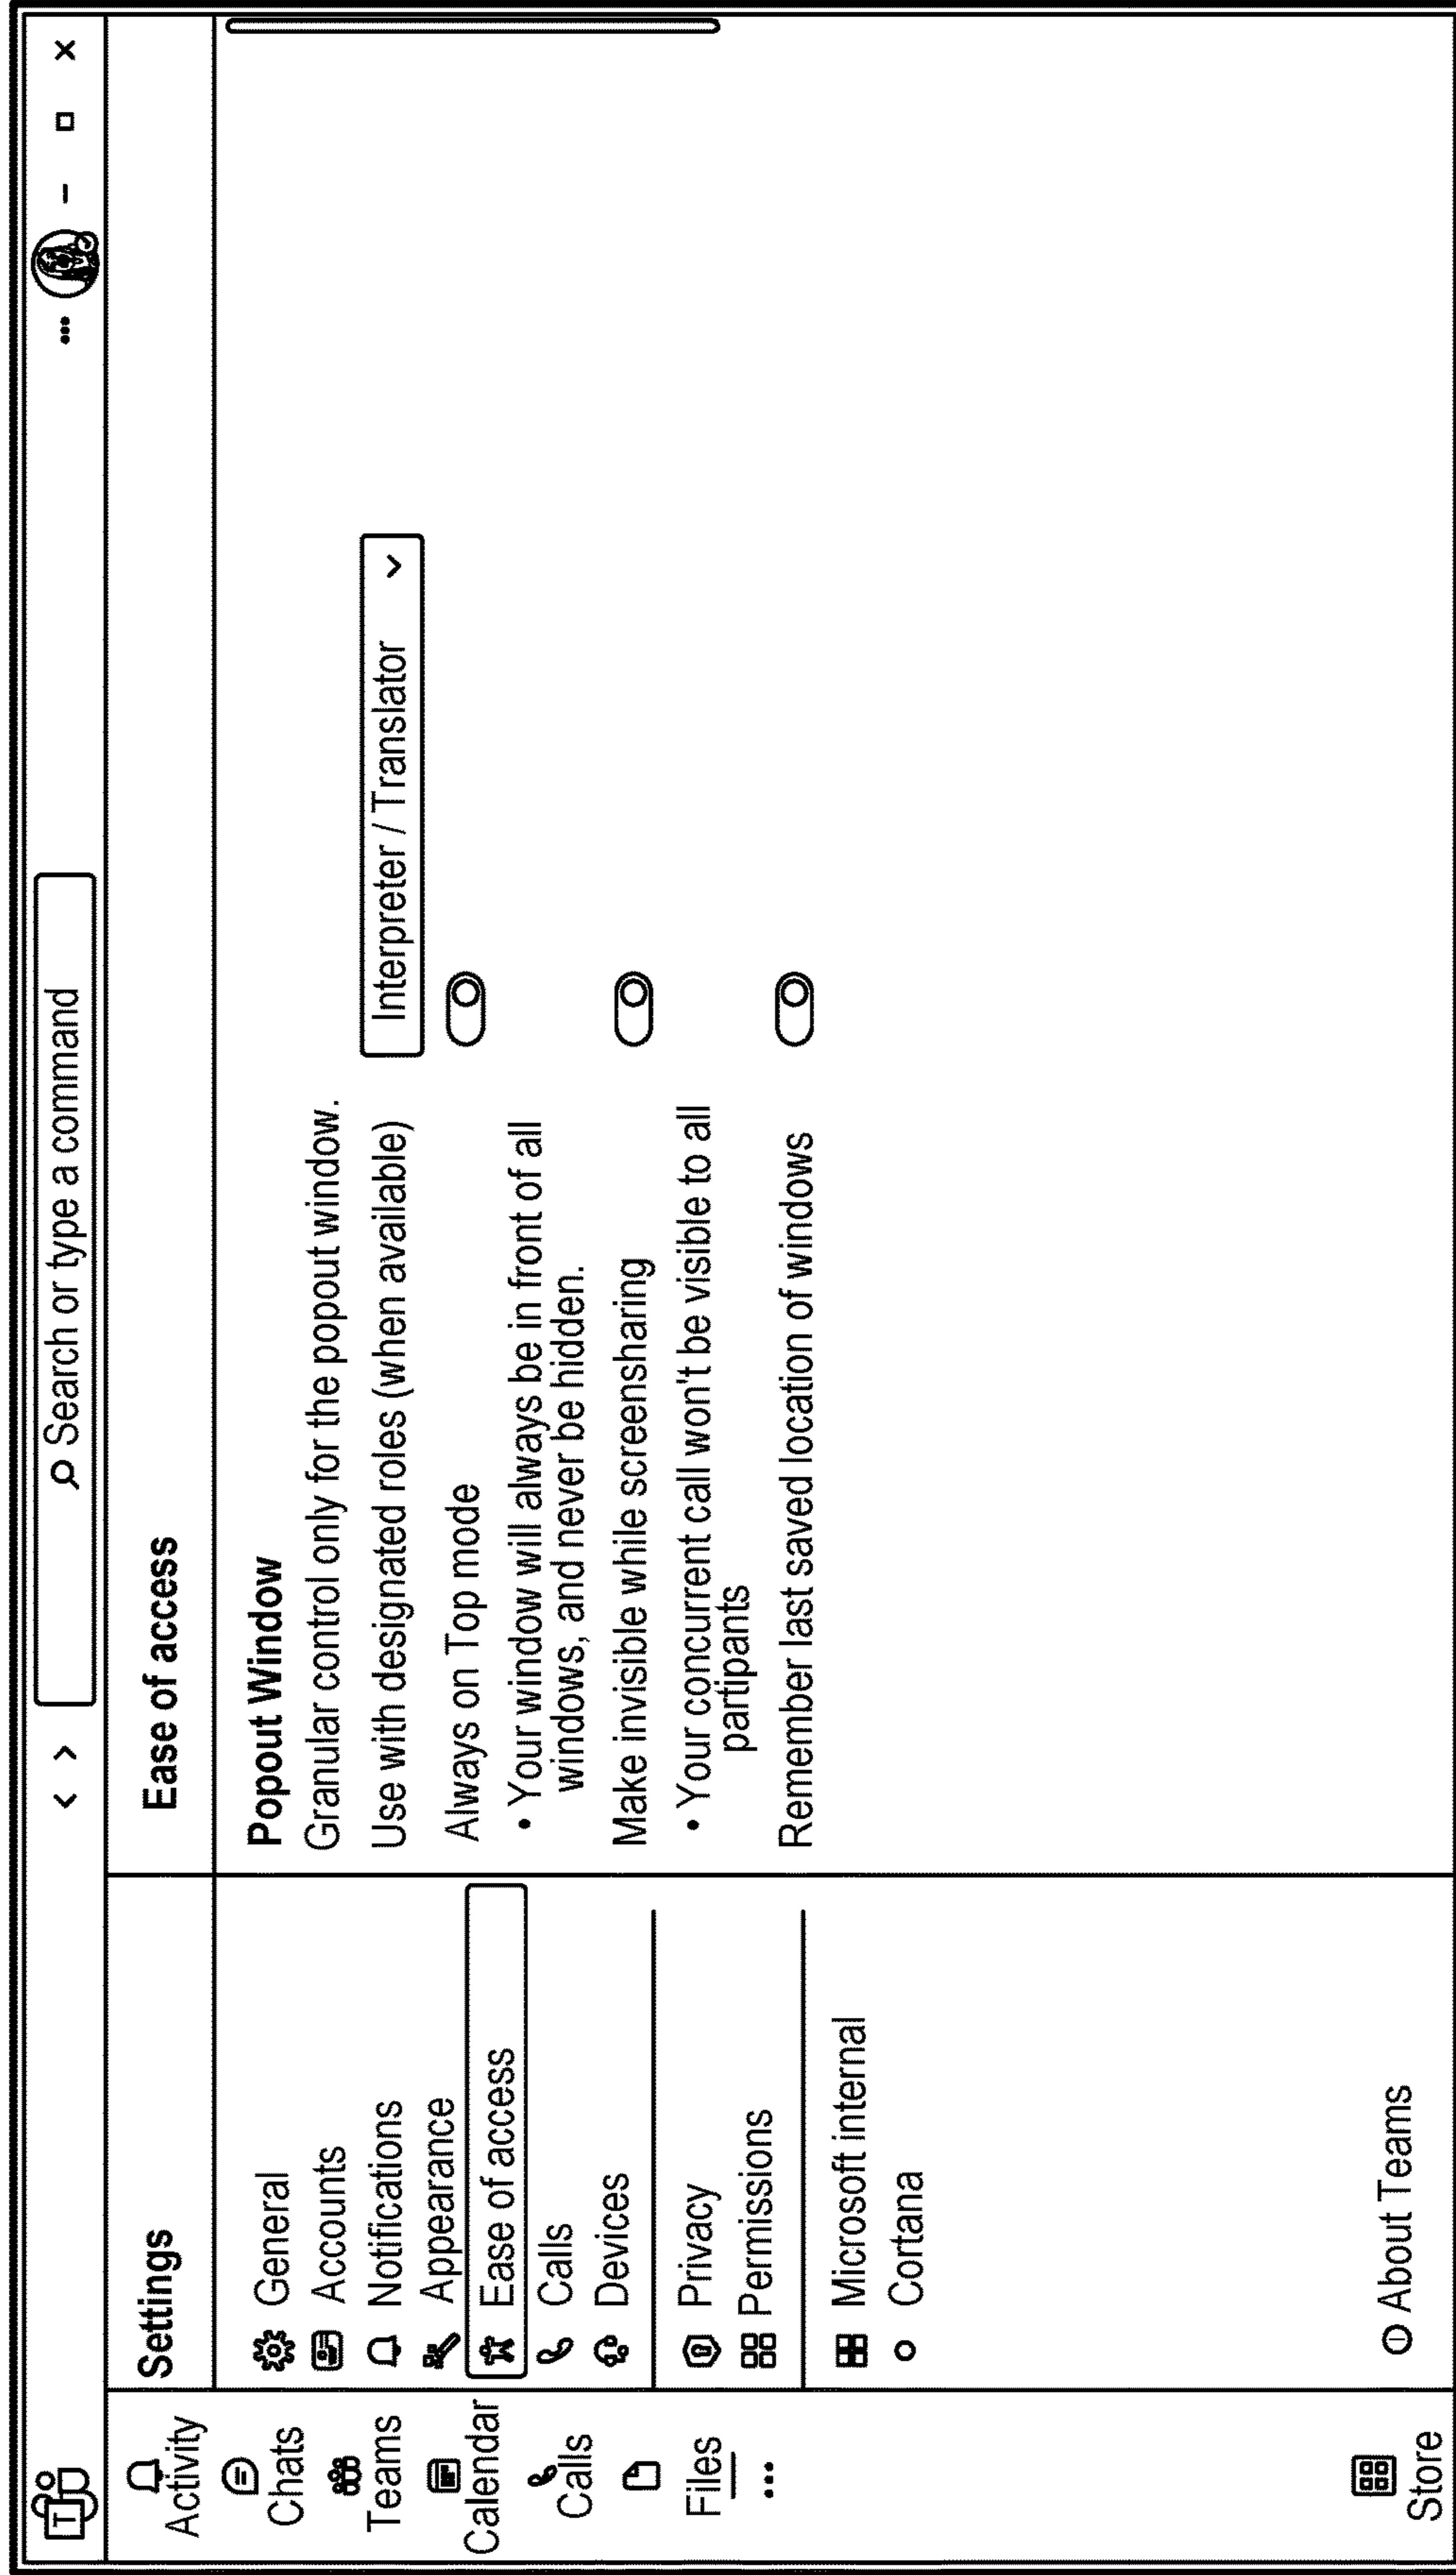 T
Search or type a command
Activity
Chats
Teams
Calendar
Calls
Files
Store
Settings
General
Accounts
Notifications
Appearance
Ease of access
Calls
Devices
Privacy
Permissions
Microsoft internal
Cortana
About Teams
Ease of access
Popout Window
Granular control only for the popout window.
Use with designated roles (when available)
Interpreter / Translator
Always on Top mode
• Your window will always be in front of all
windows, and never be hidden.
Make invisible while screensharing
• Your concurrent call won't be visible to all
partipants
Remember last saved location of windows